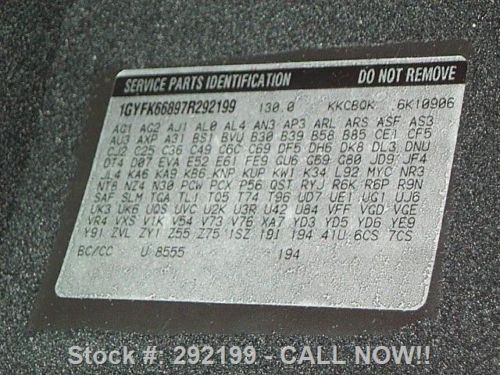 SERVICE PARTS IDENTIFICATION DO NOT REMOVE
1GYFK66897R292199 130.0 KKCBOK 6K10906
AG1 AG2 AJ1 AL0 AL4 AN3 AP3 ARL ARS ASF AS3
AU3 AXP A31 BS1 BVU B30 B39 B58 B85 CE1 CF5
CJ2 C25 C36 C49 C6C C69 DF5 DH6 DK8 DL3 DNU
DT4 D07 EVA E52 E61 FE9 GU6 G59 G80 JD9 JF4
JL4 KA6 KA9 KB6 KNP KUP KW1 K34 L92 MYC NR3
NT8 NZ4 N30 PCW PCX P56 QST RYJ R6K R6P R9N
SAF SLM TGA TL1 T05 T74 T96 UD7 UE1 UG1 UJ6
UK3 UK6 UQS UVC U2K U3R U42 U84 VFF VGD VGE
VR4 VXS V1K V54 V73 V76 XA7 YD3 YD5 YD6 YE9
Y91 ZVL ZY1 Z55 Z75 1SZ 19I 194 41U 6CS 7CS
BC/CC U 8555 194
Stock #: 292199 - CALL NOW!!